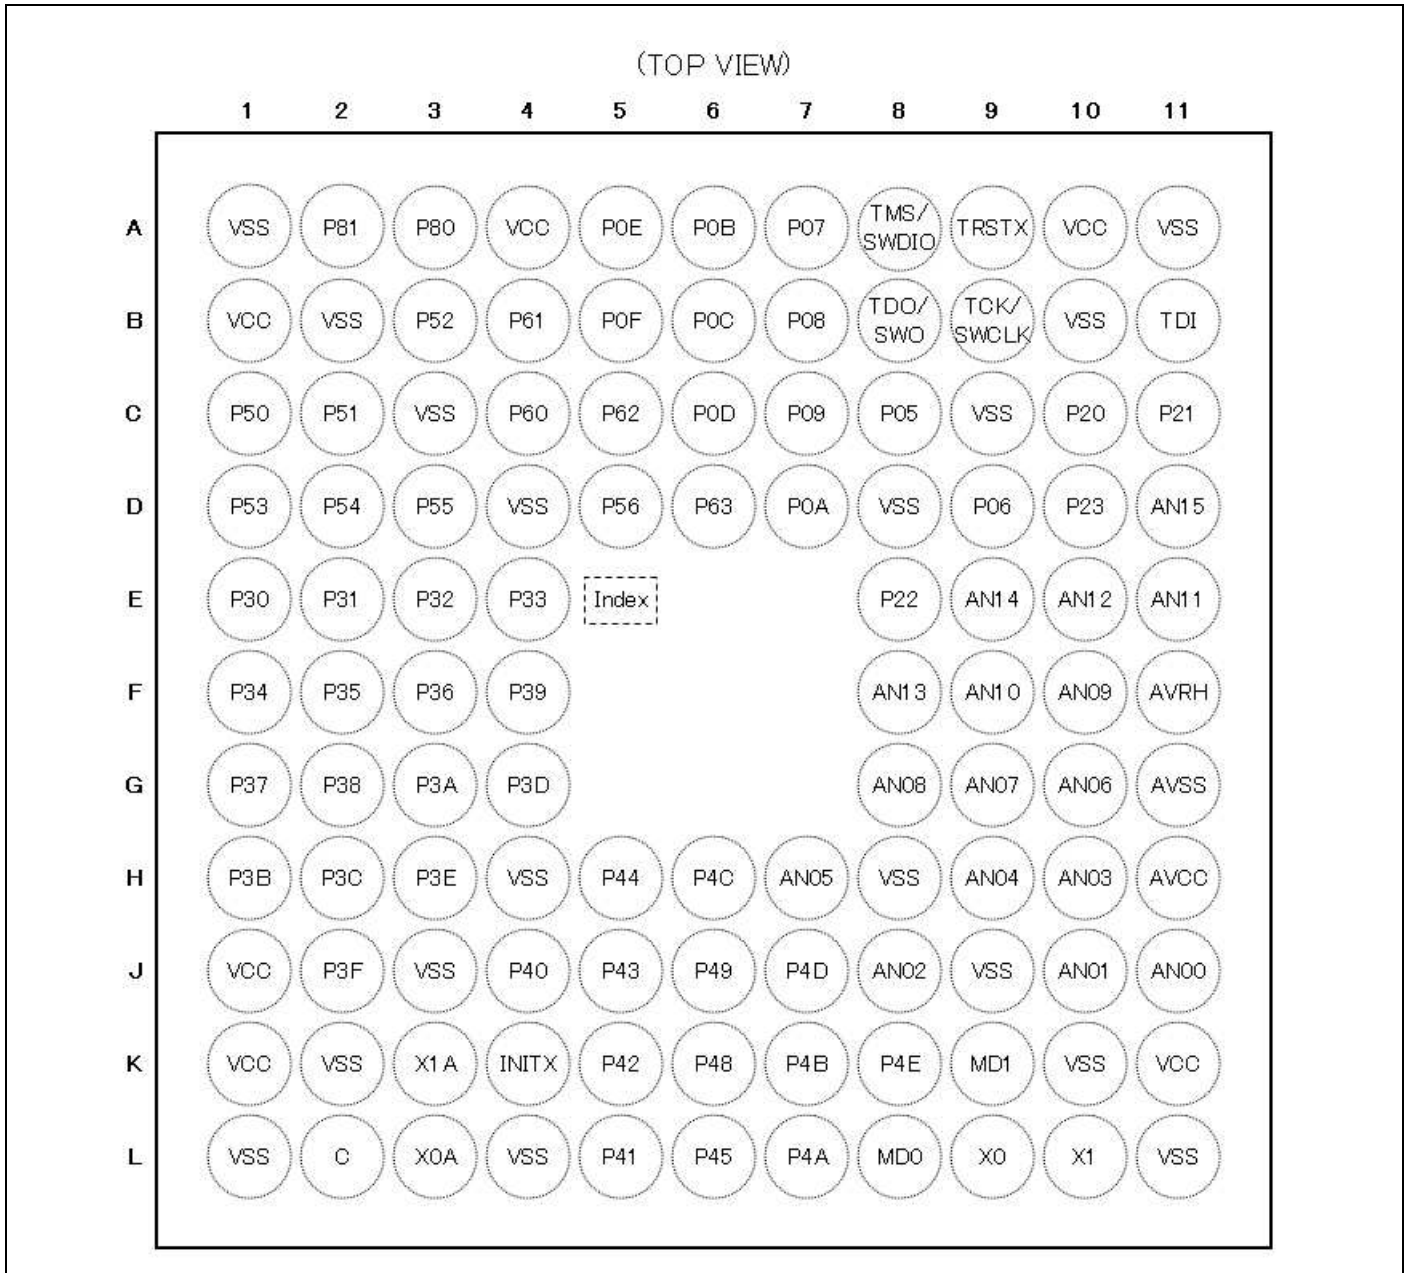 (TOP VIEW)
1 2 3 4 5 6 7 8 9 10 11
A VSS P81 P80 VCC P0E P0B P07 TMS/SWDIO TRSTX VCC VSS
B VCC VSS P52 P61 P0F P0C P08 TDO/SWO TCK/SWCLK VSS TDI
C P50 P51 VSS P60 P62 P0D P09 P05 VSS P20 P21
D P53 P54 P55 VSS P56 P63 P0A VSS P06 P23 AN15
E P30 P31 P32 P33 Index P22 AN14 AN12 AN11
F P34 P35 P36 P39 AN13 AN10 AN09 AVRH
G P37 P38 P3A P3D AN08 AN07 AN06 AVSS
H P3B P3C P3E VSS P44 P4C AN05 VSS AN04 AN03 AVCC
J VCC P3F VSS P40 P43 P49 P4D AN02 VSS AN01 AN00
K VCC VSS X1A INITX P42 P48 P4B P4E MD1 VSS VCC
L VSS C X0A VSS P41 P45 P4A MD0 X0 X1 VSS